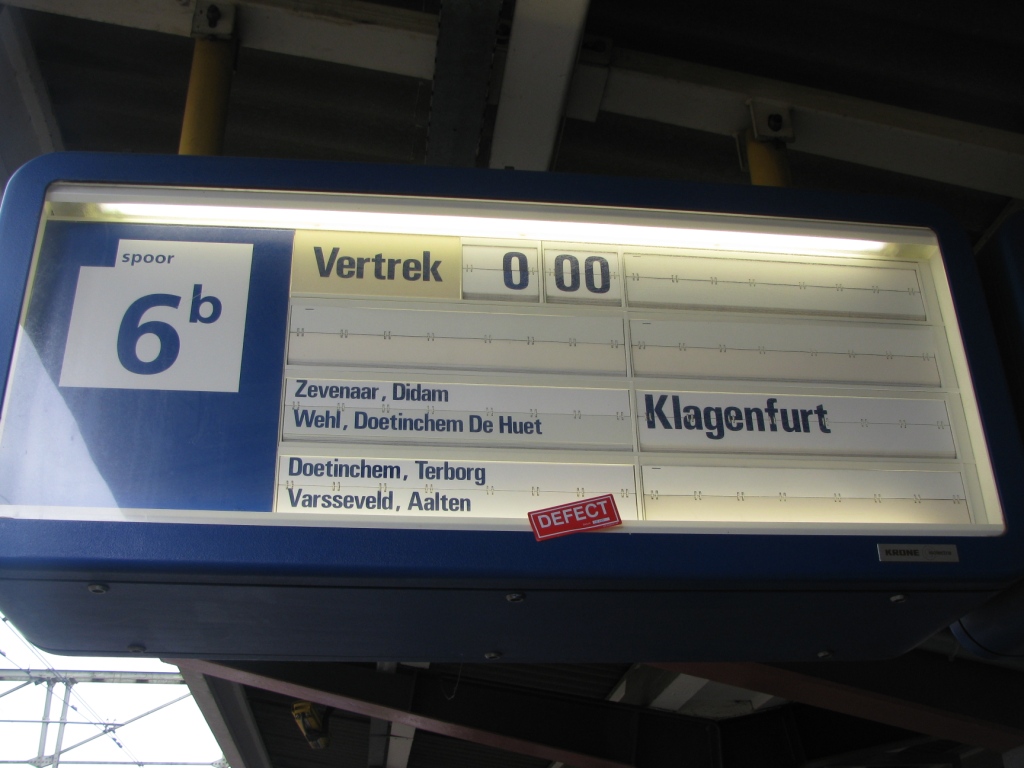 spoor
6b
Vertrek 0 00
Zevenaar, Didam
Wehl, Doetinchem De Huet
Klagenfurt
Doetinchem, Terborg
Varsseveld, Aalten
DEFECT
KRONE